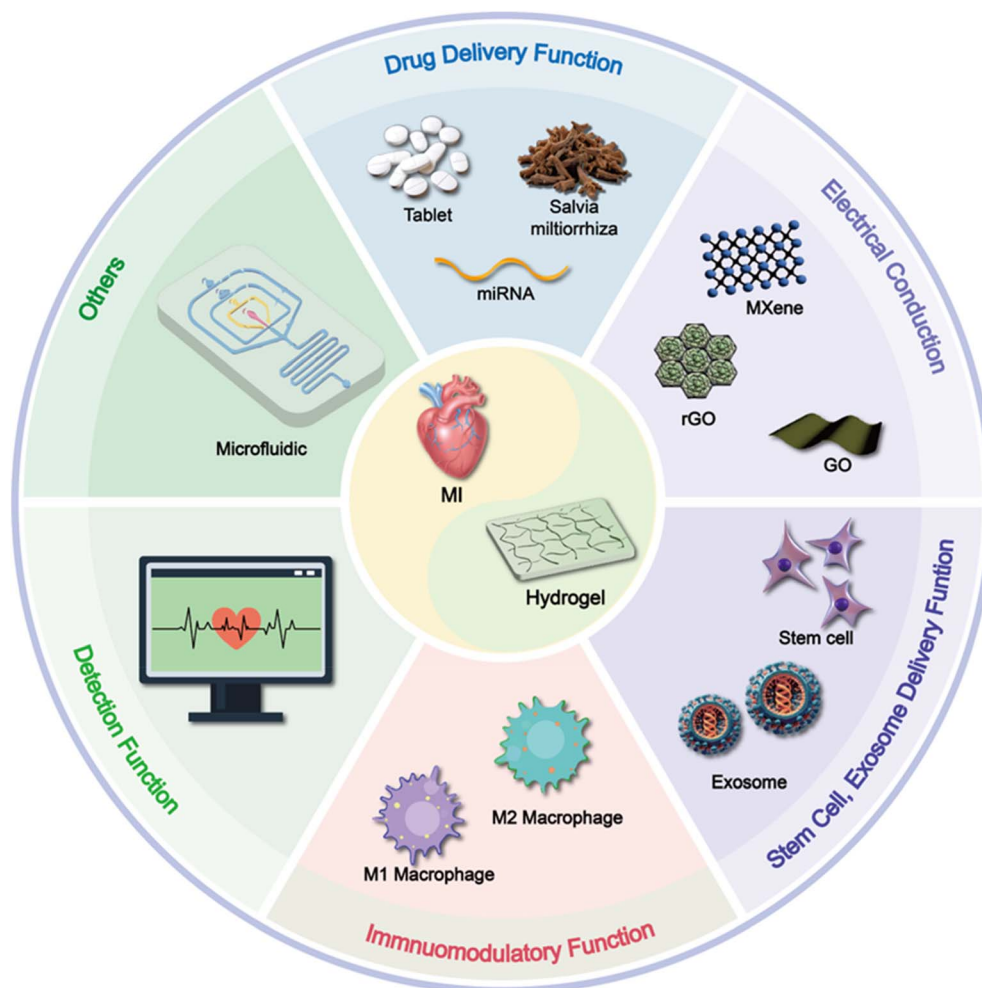 Drug Delivery Function
Tablet
Salvia
miltiorrhiza
miRNA
Electrical Conduction
MXene
rGO
GO
Stem Cell, Exosome Delivery Funtion
Stem cell
Exosome
Immnuomodulatory Function
M2 Macrophage
M1 Macrophage
Detection Function
Others
Microfluidic
MI
Hydrogel